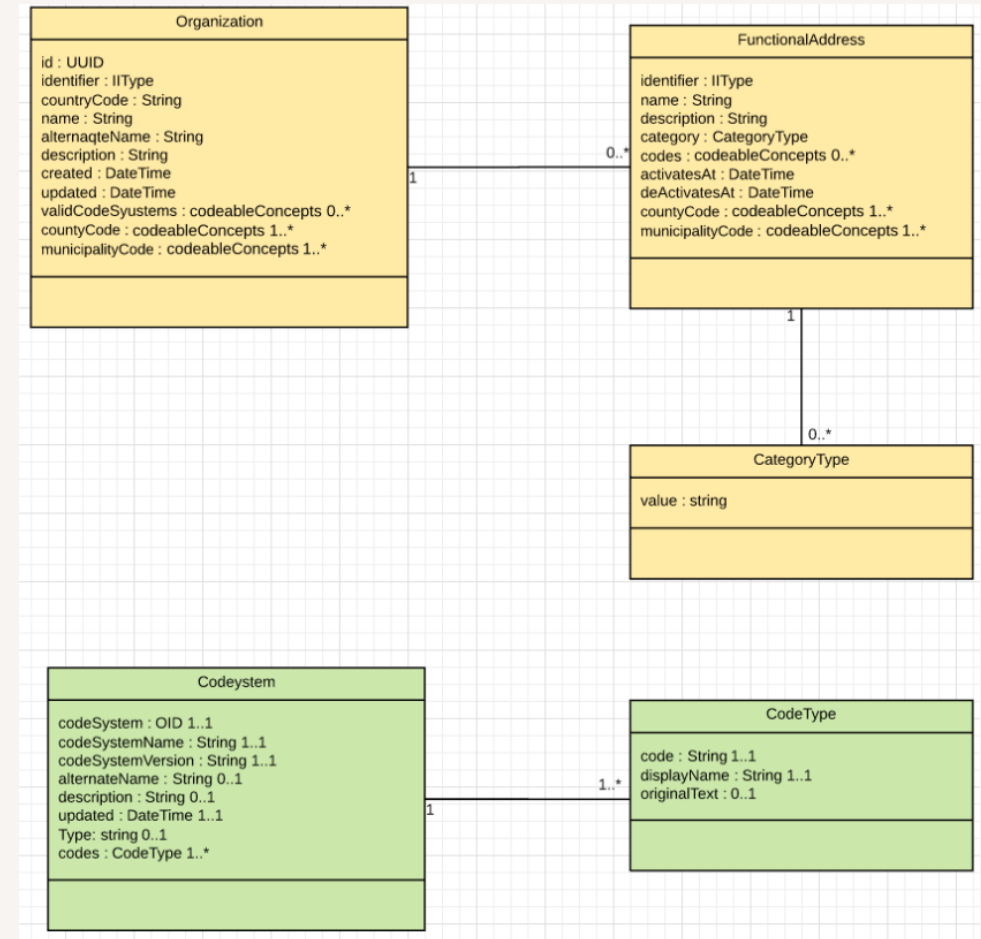 Organization
id : UUID
identifier : IIType
countryCode : String
name : String
alternaqteName : String
description : String
created : DateTime
updated : DateTime
validCodeSyustems : codeableConcepts 0..*
countyCode : codeableConcepts 1..*
municipalityCode : codeableConcepts 1..*
1
0..*
FunctionalAddress
identifier : IIType
name : String
description : String
category : CategoryType
codes : codeableConcepts 0..*
activatesAt : DateTime
deActivatesAt : DateTime
countyCode : codeableConcepts 1..*
municipalityCode : codeableConcepts 1..*
1
0..*
CategoryType
value : string
Codeystem
codeSystem : OID 1..1
codeSystemName : String 1..1
codeSystemVersion : String 1..1
alternateName : String 0..1
description : String 0..1
updated : DateTime 1..1
Type: string 0..1
codes : CodeType 1..*
1
1..*
CodeType
code : String 1..1
displayName : String 1..1
originalText : 0..1